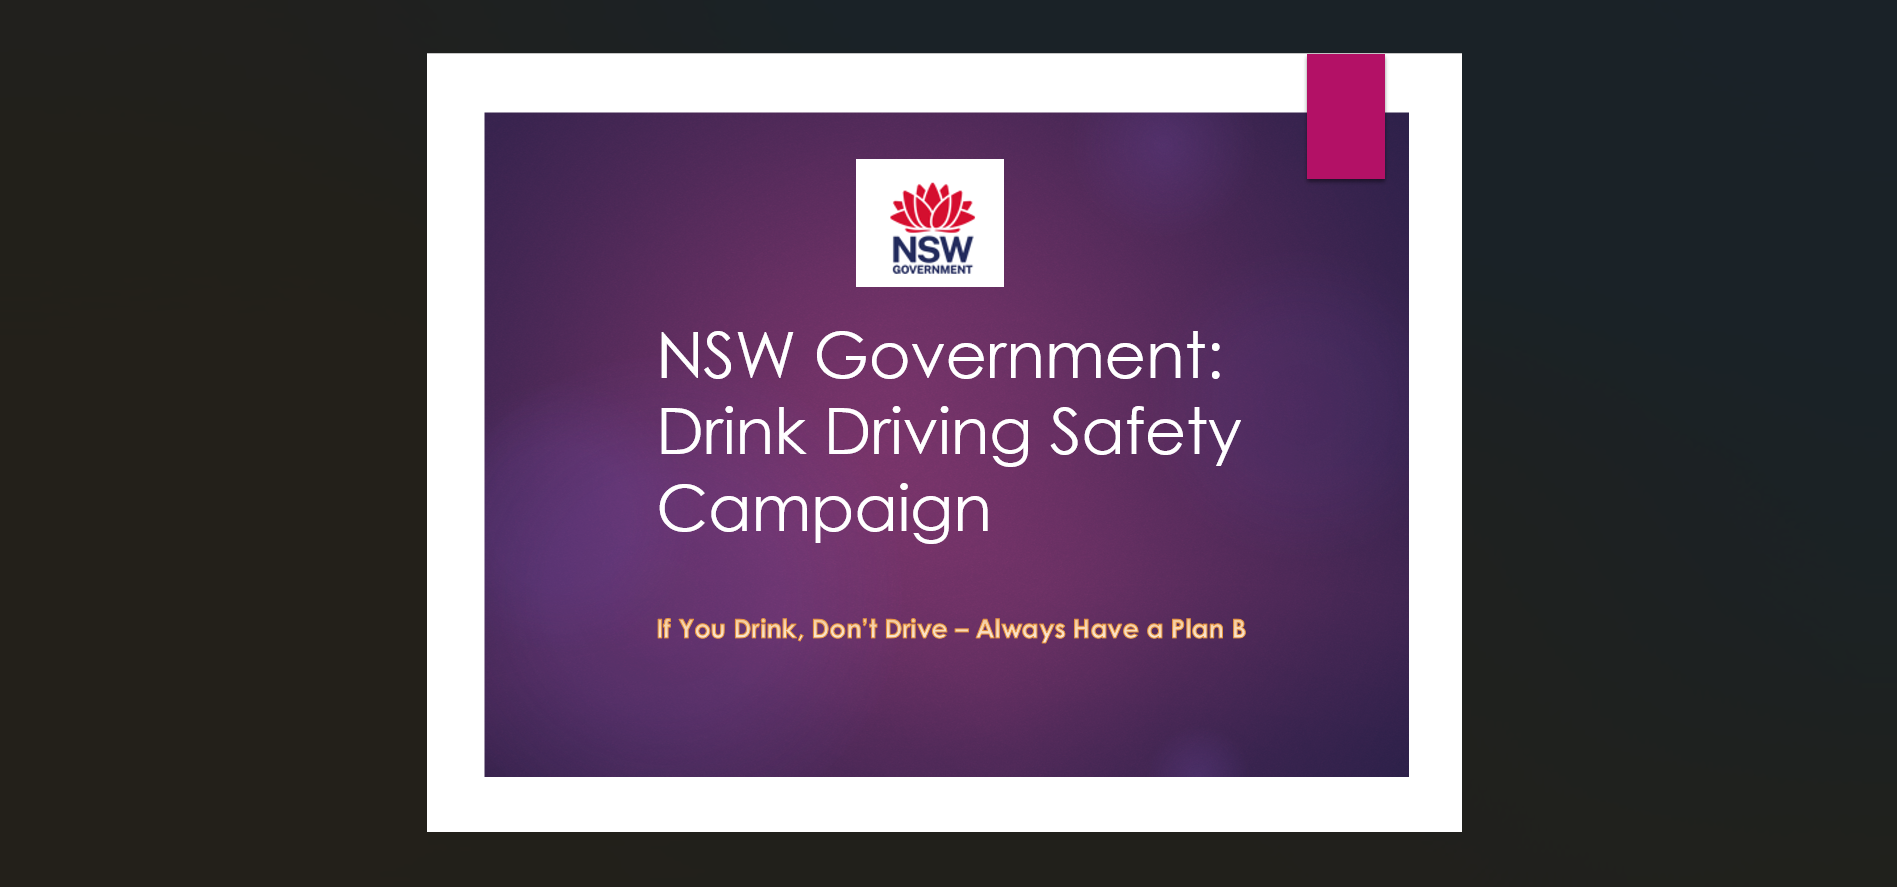 NSW
GOVERNMENT
NSW Government:
Drink Driving Safety
Campaign
If You Drink, Don’t Drive – Always Have a Plan B